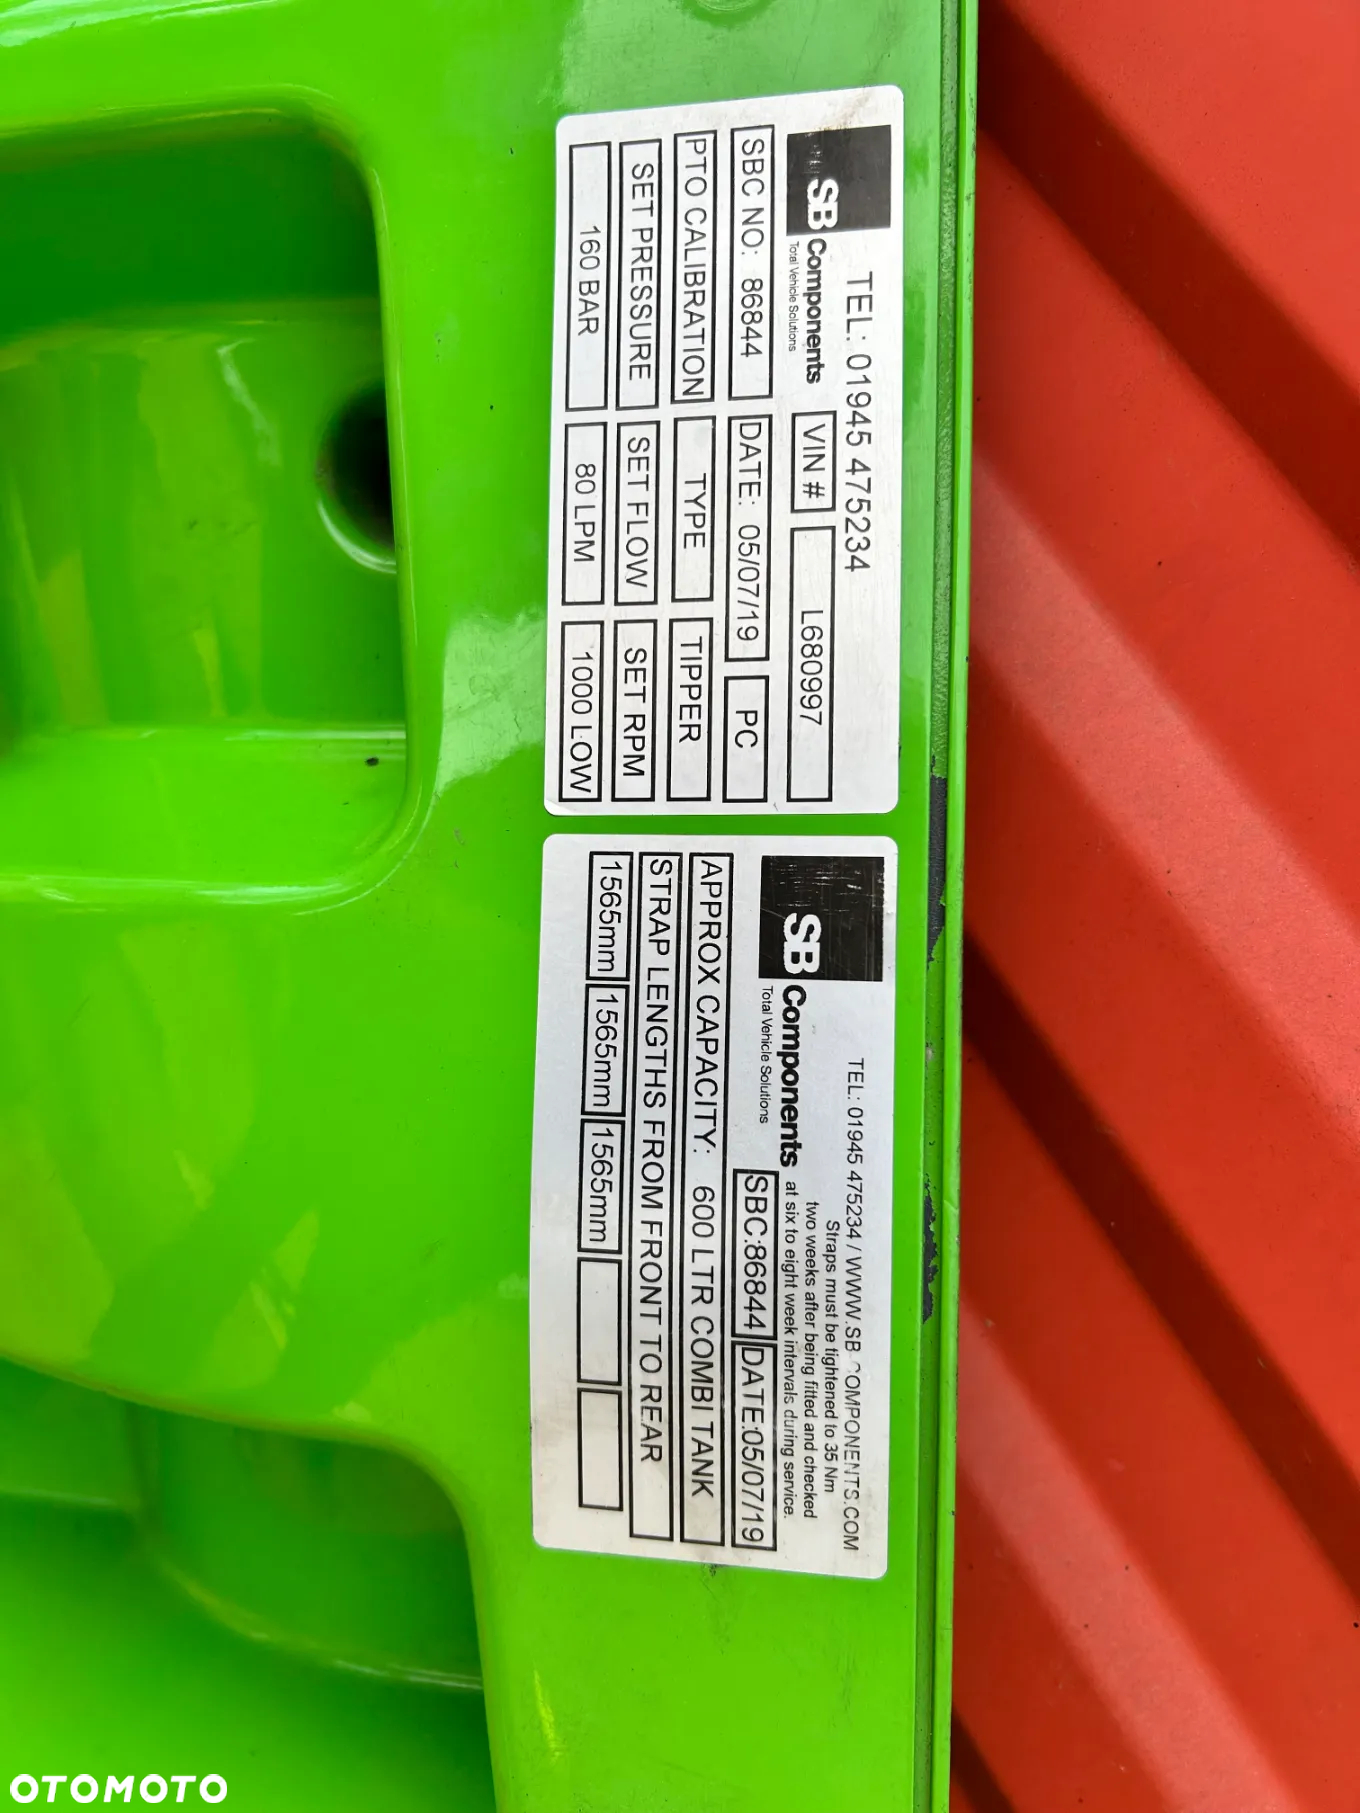 TEL: 01945 475234
SB Components
Total Vehicle Solutions
VIN # L680997
SBC NO: 86844 DATE: 05/07/19 PC
PTO CALIBRATION TYPE TIPPER
SET PRESSURE SET FLOW SET RPM
160 BAR 80 LPM 1000 LOW
TEL: 01945 475234 / WWW.SB COMPONENTS.COM
Straps must be tightened to 35 Nm
two weeks after being fitted and checked
at six to eight week intervals during service.
SB Components
Total Vehicle Solutions
SBC:86844 DATE:05/07/19
APPROX CAPACITY: 600 LTR COMBI TANK
STRAP LENGTHS FROM FRONT TO REAR
1565mm 1565mm 1565mm
OTOMOTO